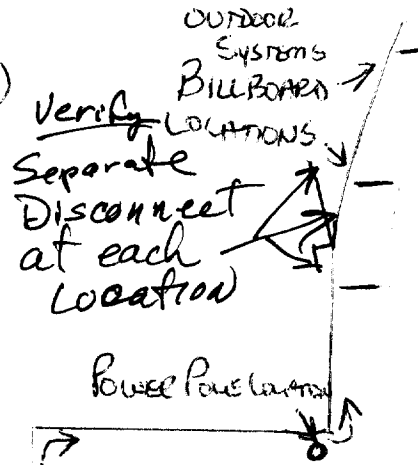 OUTDOOR
SYSTEMS
BILLBOARD
LOCATIONS
Verify
Separate
Disconnect
at each
LOCATION
POWER POLE LOCATION